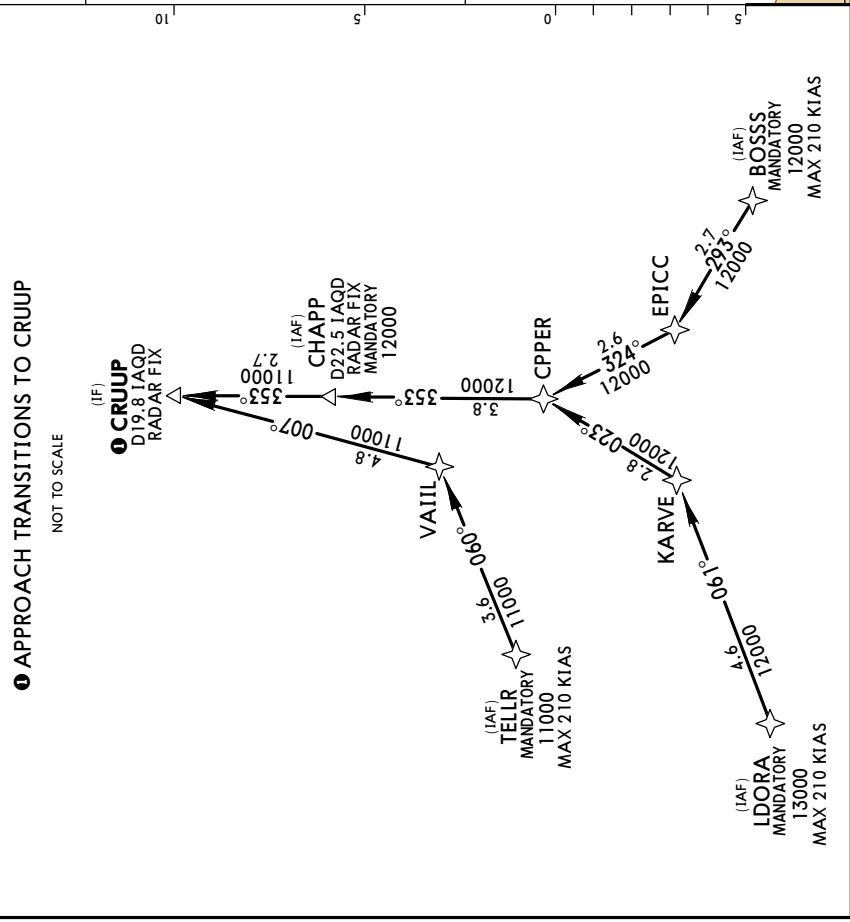 10
5
0
5
❶ APPROACH TRANSITIONS TO CRUUP
NOT TO SCALE
(IF)
❶ CRUUP
D19.8 IAQD
RADAR FIX
353°
11000
2.7
(IAF)
CHAPP
D22.5 IAQD
RADAR FIX
MANDATORY
12000
007°
4.8
11000
VAIIL
060°
3.6
11000
(IAF)
TELLR
MANDATORY
11000
MAX 210 KIAS
353°
3.8
12000
CPPER
2.6
324°
12000
EPICC
2.7
293°
12000
(IAF)
BOSSS
MANDATORY
12000
MAX 210 KIAS
023°
2.8
12000
KARVE
061°
4.6
12000
(IAF)
LDORA
MANDATORY
13000
MAX 210 KIAS